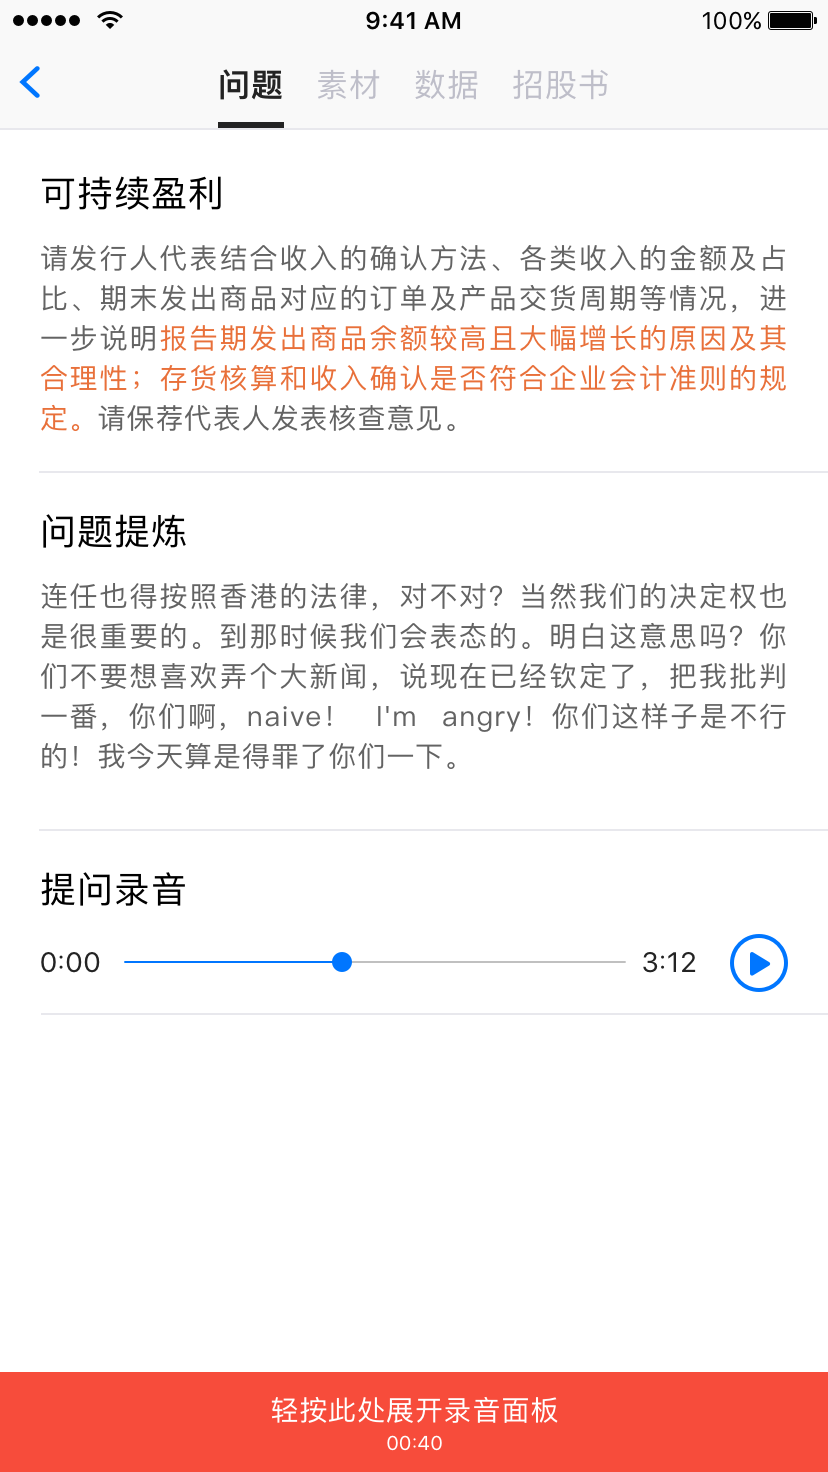 9:41 AM 100%
问题 素材 数据 招股书
可持续盈利
请发行人代表结合收入的确认方法、各类收入的金额及占
比、期末发出商品对应的订单及产品交货周期等情况，进
一步说明报告期发出商品余额较高且大幅增长的原因及其
合理性；存货核算和收入确认是否符合企业会计准则的规
定。请保荐代表人发表核查意见。
问题提炼
连任也得按照香港的法律，对不对？当然我们的决定权也
是很重要的。到那时候我们会表态的。明白这意思吗？你
们不要想喜欢弄个大新闻，说现在已经钦定了，把我批判
一番，你们啊，naive！ I'm angry！你们这样子是不行
的！我今天算是得罪了你们一下。
提问录音
0:00 3:12
轻按此处展开录音面板
00:40